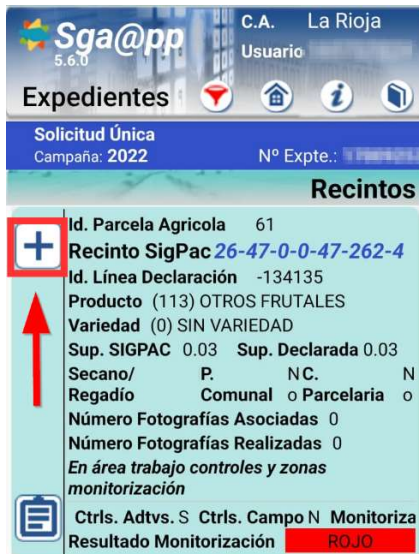 Sga@pp
5.6.0
C.A. La Rioja
Usuario
Expedientes
Solicitud Única
Campaña: 2022 Nº Expte.:
Recintos
Id. Parcela Agricola 61
Recinto SigPac 26-47-0-0-47-262-4
Id. Línea Declaración -134135
Producto (113) OTROS FRUTALES
Variedad (0) SIN VARIEDAD
Sup. SIGPAC 0.03 Sup. Declarada 0.03
Secano/ P. N C. N
Regadío Comunal o Parcelaria o
Número Fotografías Asociadas 0
Número Fotografías Realizadas 0
En área trabajo controles y zonas
monitorización
Ctrls. Advtvs. S Ctrls. Campo N Monitoriza
Resultado Monitorización ROJO